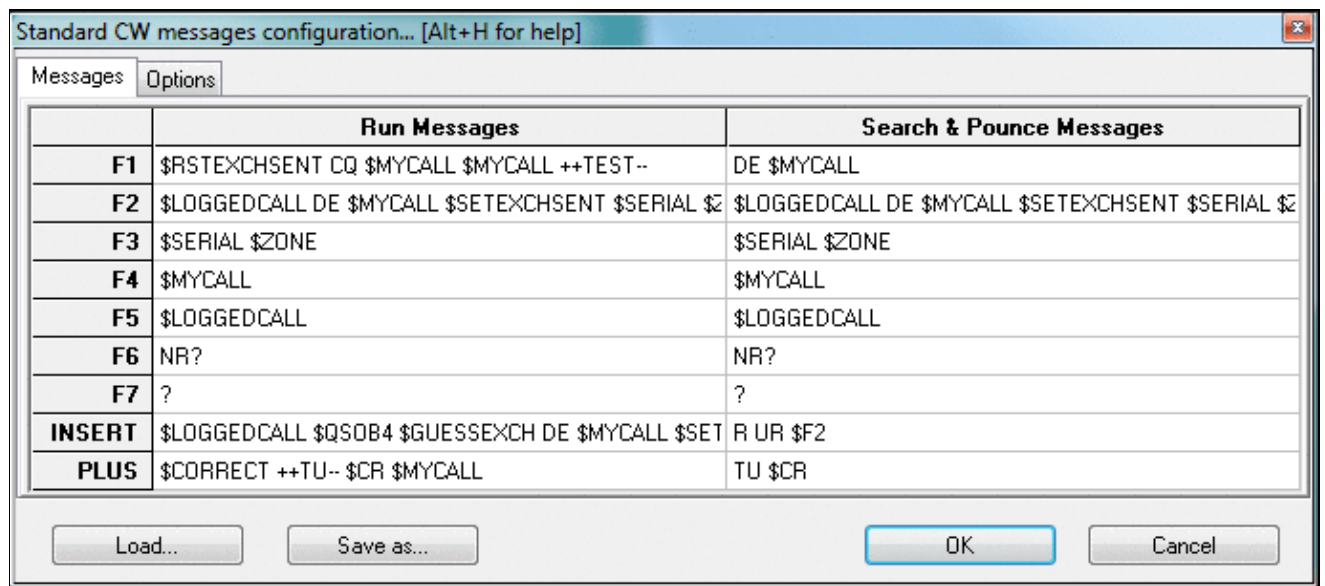 Standard CW messages configuration... [Alt+H for help]
Messages Options
Run Messages Search & Pounce Messages
F1 $RSTEXCHSENT CQ $MYCALL $MYCALL ++TEST-- DE $MYCALL
F2 $LOGGEDCALL DE $MYCALL $SETEXCHSENT $SERIAL $Z $LOGGEDCALL DE $MYCALL $SETEXCHSENT $SERIAL $Z
F3 $SERIAL $ZONE $SERIAL $ZONE
F4 $MYCALL $MYCALL
F5 $LOGGEDCALL $LOGGEDCALL
F6 NR? NR?
F7 ? ?
INSERT $LOGGEDCALL $QSOB4 $GUESSEXCH DE $MYCALL $SET R UR $F2
PLUS $CORRECT ++TU-- $CR $MYCALL TU $CR
Load... Save as... OK Cancel